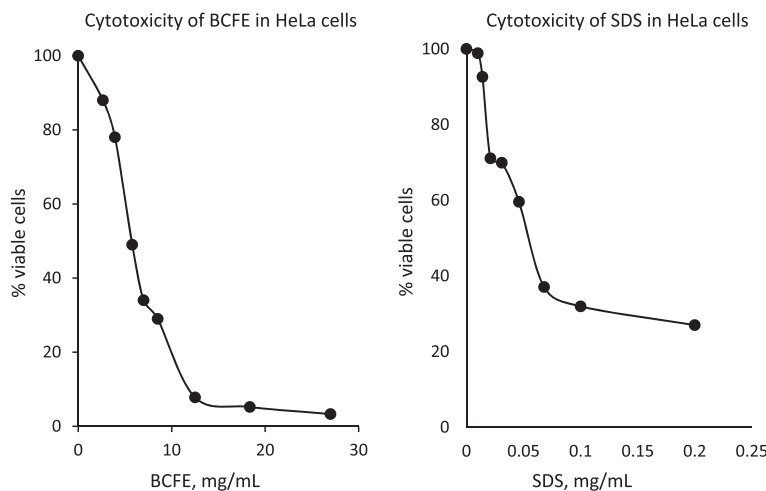 Cytotoxicity of BCFE in HeLa cells
100
80
60
40
20
0
% viable cells
0 10 20 30
BCFE, mg/mL
Cytotoxicity of SDS in HeLa cells
100
80
60
40
20
0
% viable cells
0 0.05 0.1 0.15 0.2 0.25
SDS, mg/mL